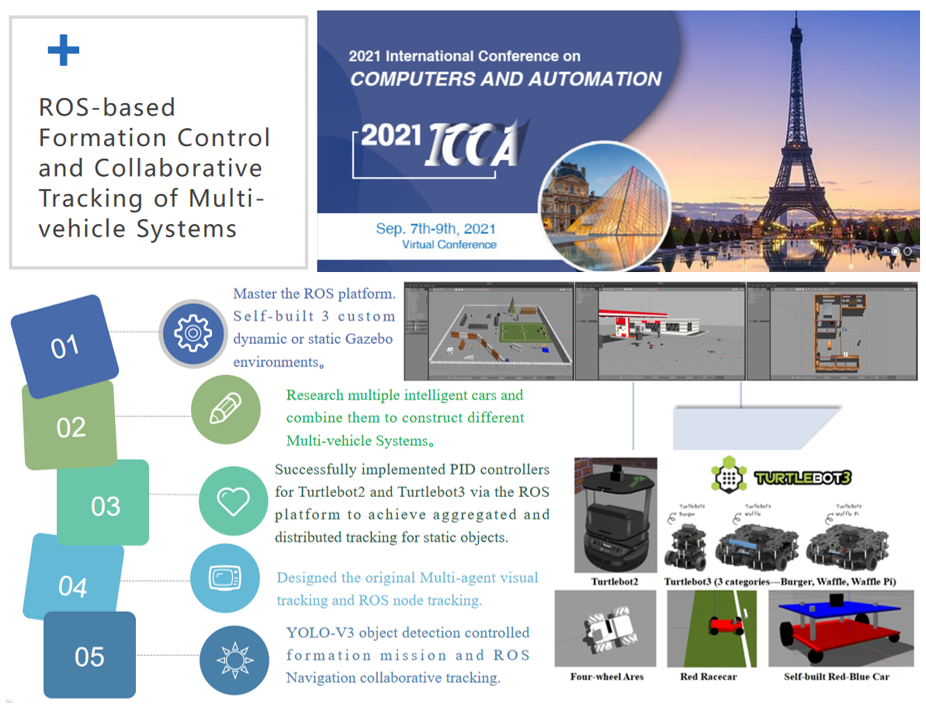 ROS-based
Formation Control
and Collaborative
Tracking of Multi-
vehicle Systems
2021 International Conference on
COMPUTERS AND AUTOMATION
2021 ICCA
Sep. 7th-9th, 2021
Virtual Conference
01
Master the ROS platform.
Self-built 3 custom
dynamic or static Gazebo
environments。
02
Research multiple intelligent cars and
combine them to construct different
Multi-vehicle Systems。
03
Successfully implemented PID controllers
for Turtlebot2 and Turtlebot3 via the ROS
platform to achieve aggregated and
distributed tracking for static objects.
04
Designed the original Multi-agent visual
tracking and ROS node tracking.
05
YOLO-V3 object detection controlled
formation mission and ROS
Navigation collaborative tracking.
TURTLEBOT3
TurtleBot3
Burger
TurtleBot3
Waffle
TurtleBot3
Waffle Pi
Turtlebot2
Turtlebot3 (3 categories---Burger, Waffle, Waffle Pi)
Four-wheel Ares
Red Racecar
Self-built Red-Blue Car